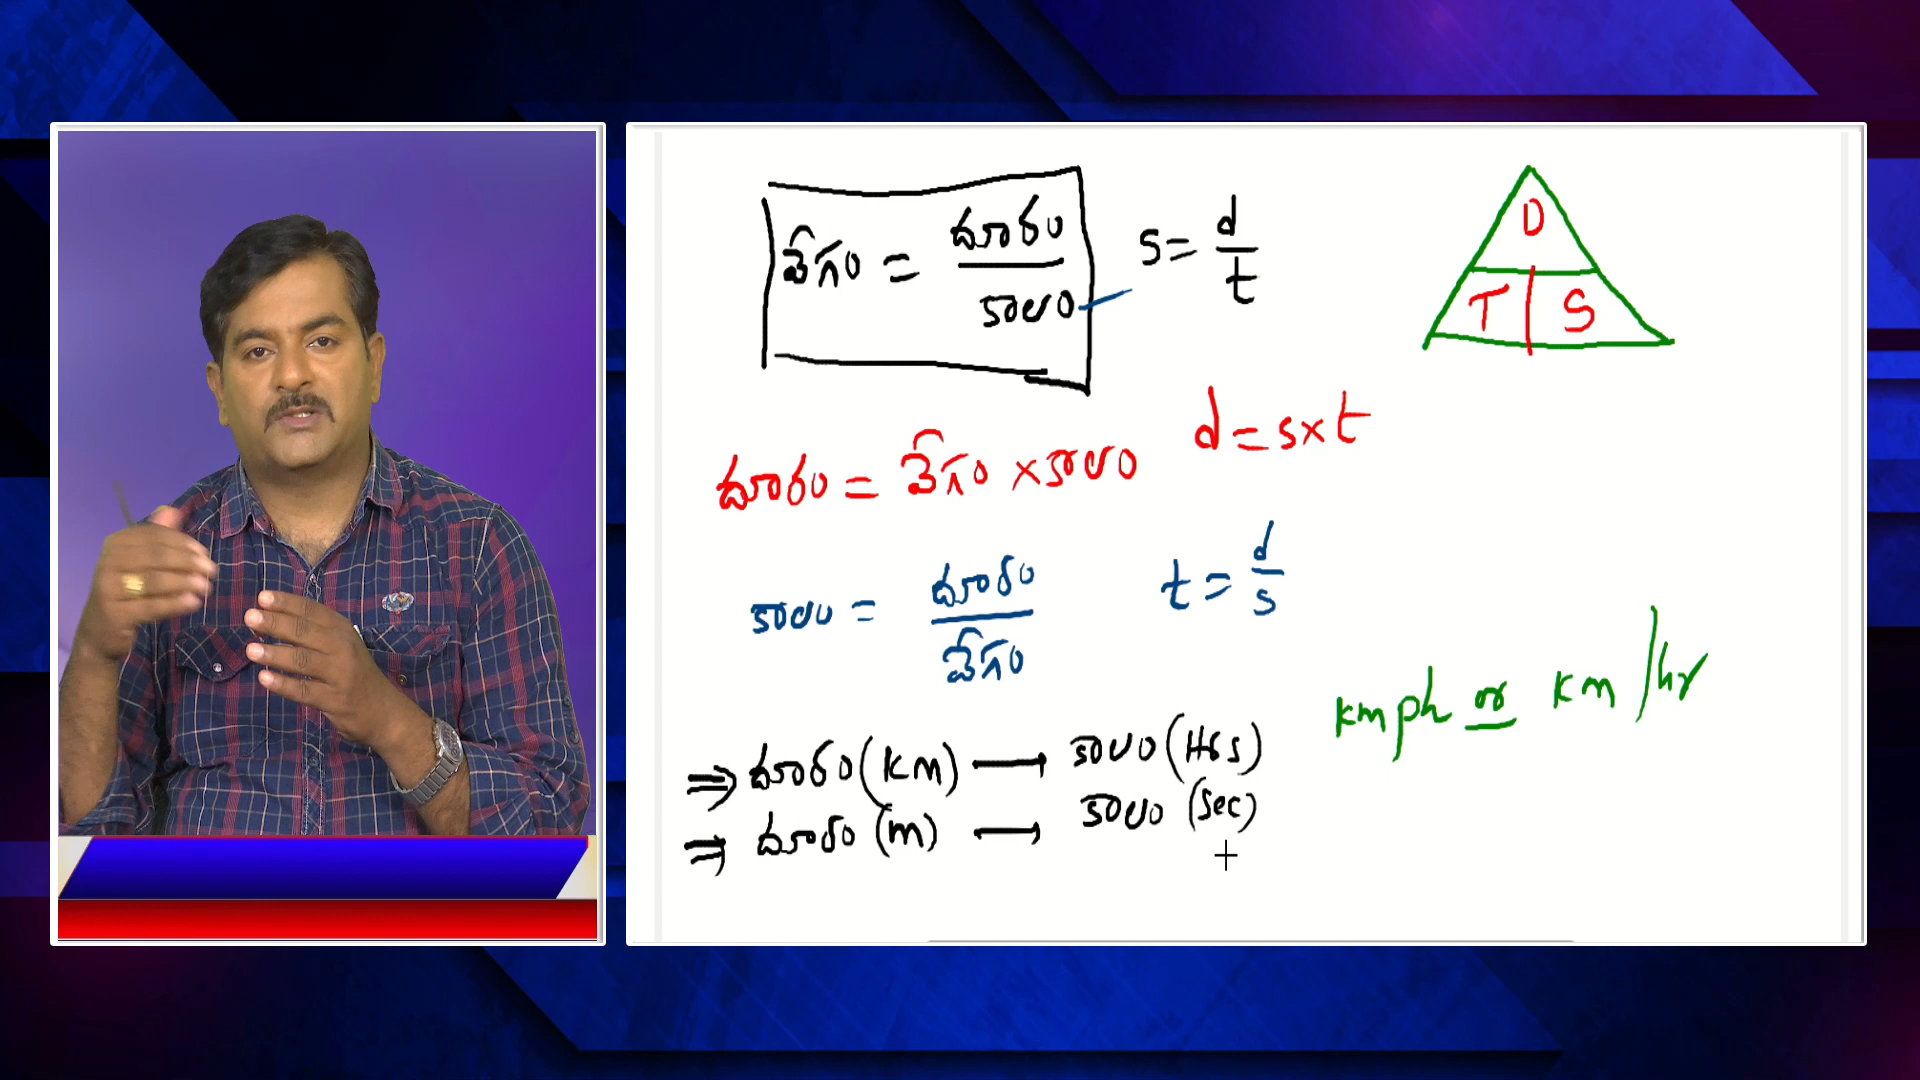 వేగం = దూరం / కాలం
s = d / t
D
T S
దూరం = వేగం × కాలం
d = s × t
కాలం = దూరం / వేగం
t = d / s
kmph or km/hr
⇒ దూరం (km) — కాలం (Hrs)
⇒ దూరం (m) — కాలం (Sec)